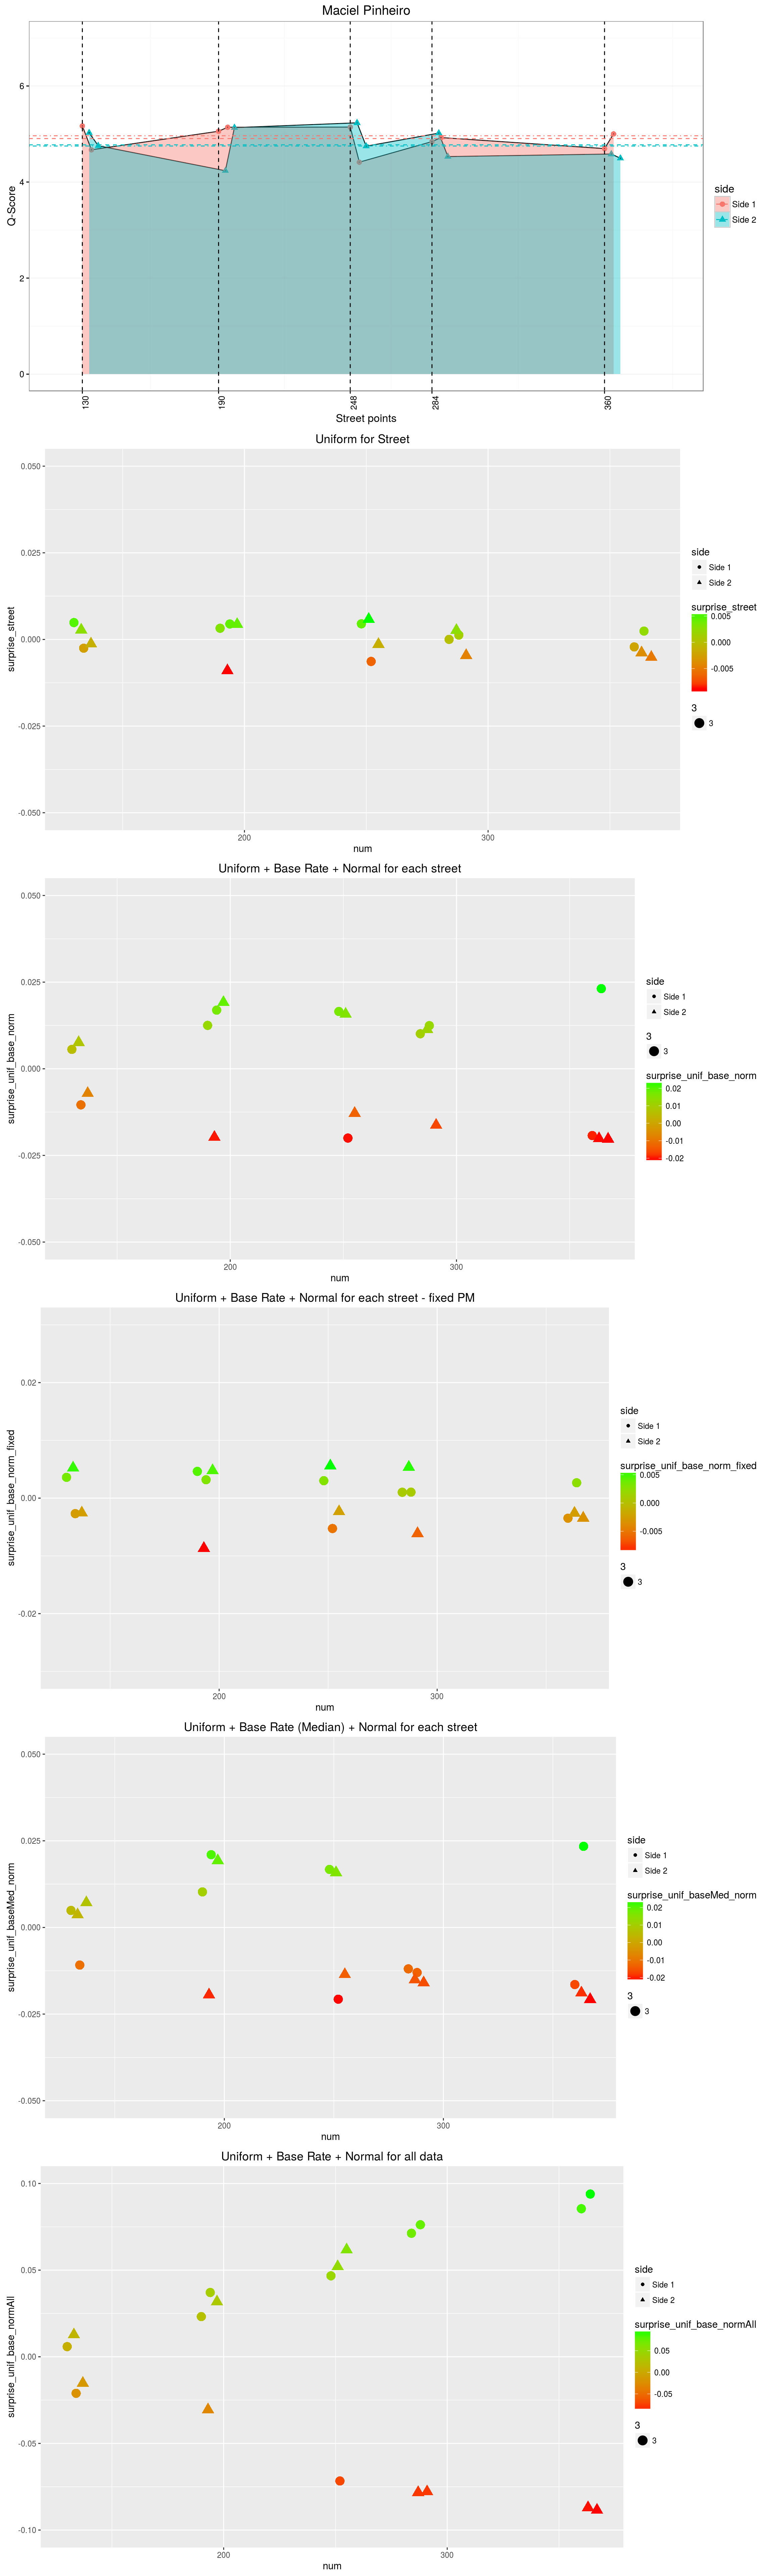 Maciel Pinheiro
6
4
2
0
Q-Score
130
190
248
284
360
Street points
side
Side 1
Side 2
Uniform for Street
0.050
0.025
0.000
-0.025
-0.050
surprise_street
200
300
num
side
Side 1
Side 2
surprise_street
0.005
0.000
-0.005
3
3
Uniform + Base Rate + Normal for each street
0.050
0.025
0.000
-0.025
-0.050
surprise_unif_base_norm
200
300
num
side
Side 1
Side 2
3
3
surprise_unif_base_norm
0.02
0.01
0.00
-0.01
-0.02
Uniform + Base Rate + Normal for each street - fixed PM
0.02
0.00
-0.02
surprise_unif_base_norm_fixed
200
300
num
side
Side 1
Side 2
surprise_unif_base_norm_fixed
0.005
0.000
-0.005
3
3
Uniform + Base Rate (Median) + Normal for each street
0.050
0.025
0.000
-0.025
-0.050
surprise_unif_baseMed_norm
200
300
num
side
Side 1
Side 2
surprise_unif_baseMed_norm
0.02
0.01
0.00
-0.01
-0.02
3
3
Uniform + Base Rate + Normal for all data
0.10
0.05
0.00
-0.05
-0.10
surprise_unif_base_normAll
200
300
num
side
Side 1
Side 2
surprise_unif_base_normAll
0.05
0.00
-0.05
3
3